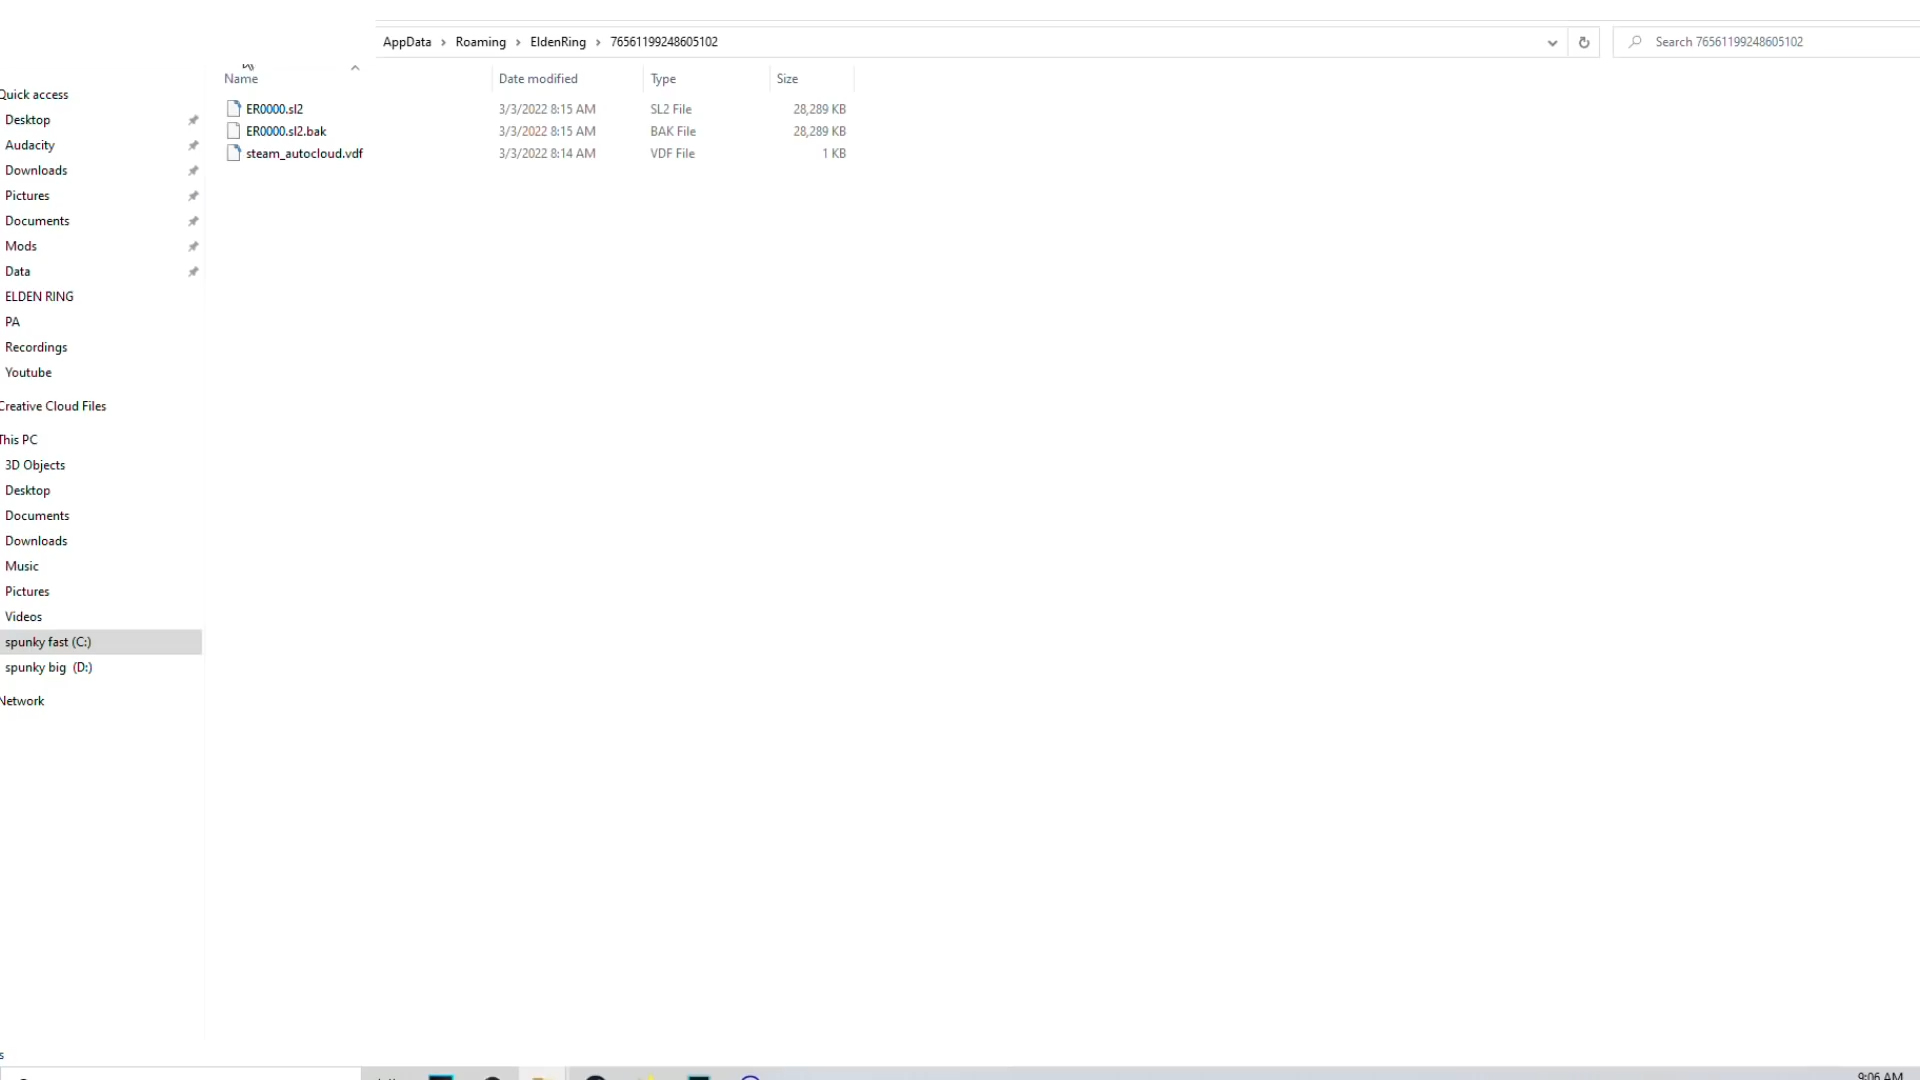 AppData > Roaming > EldenRing > 76561199248605102
Search 76561199248605102
Name Date modified Type Size
ER0000.sl2 3/3/2022 8:15 AM SL2 File 28,289 KB
ER0000.sl2.bak 3/3/2022 8:15 AM BAK File 28,289 KB
steam_autocloud.vdf 3/3/2022 8:14 AM VDF File 1 KB
Quick access
Desktop
Audacity
Downloads
Pictures
Documents
Mods
Data
ELDEN RING
PA
Recordings
Youtube
Creative Cloud Files
This PC
3D Objects
Desktop
Documents
Downloads
Music
Pictures
Videos
spunky fast (C:)
spunky big (D:)
Network
s
9:06 AM